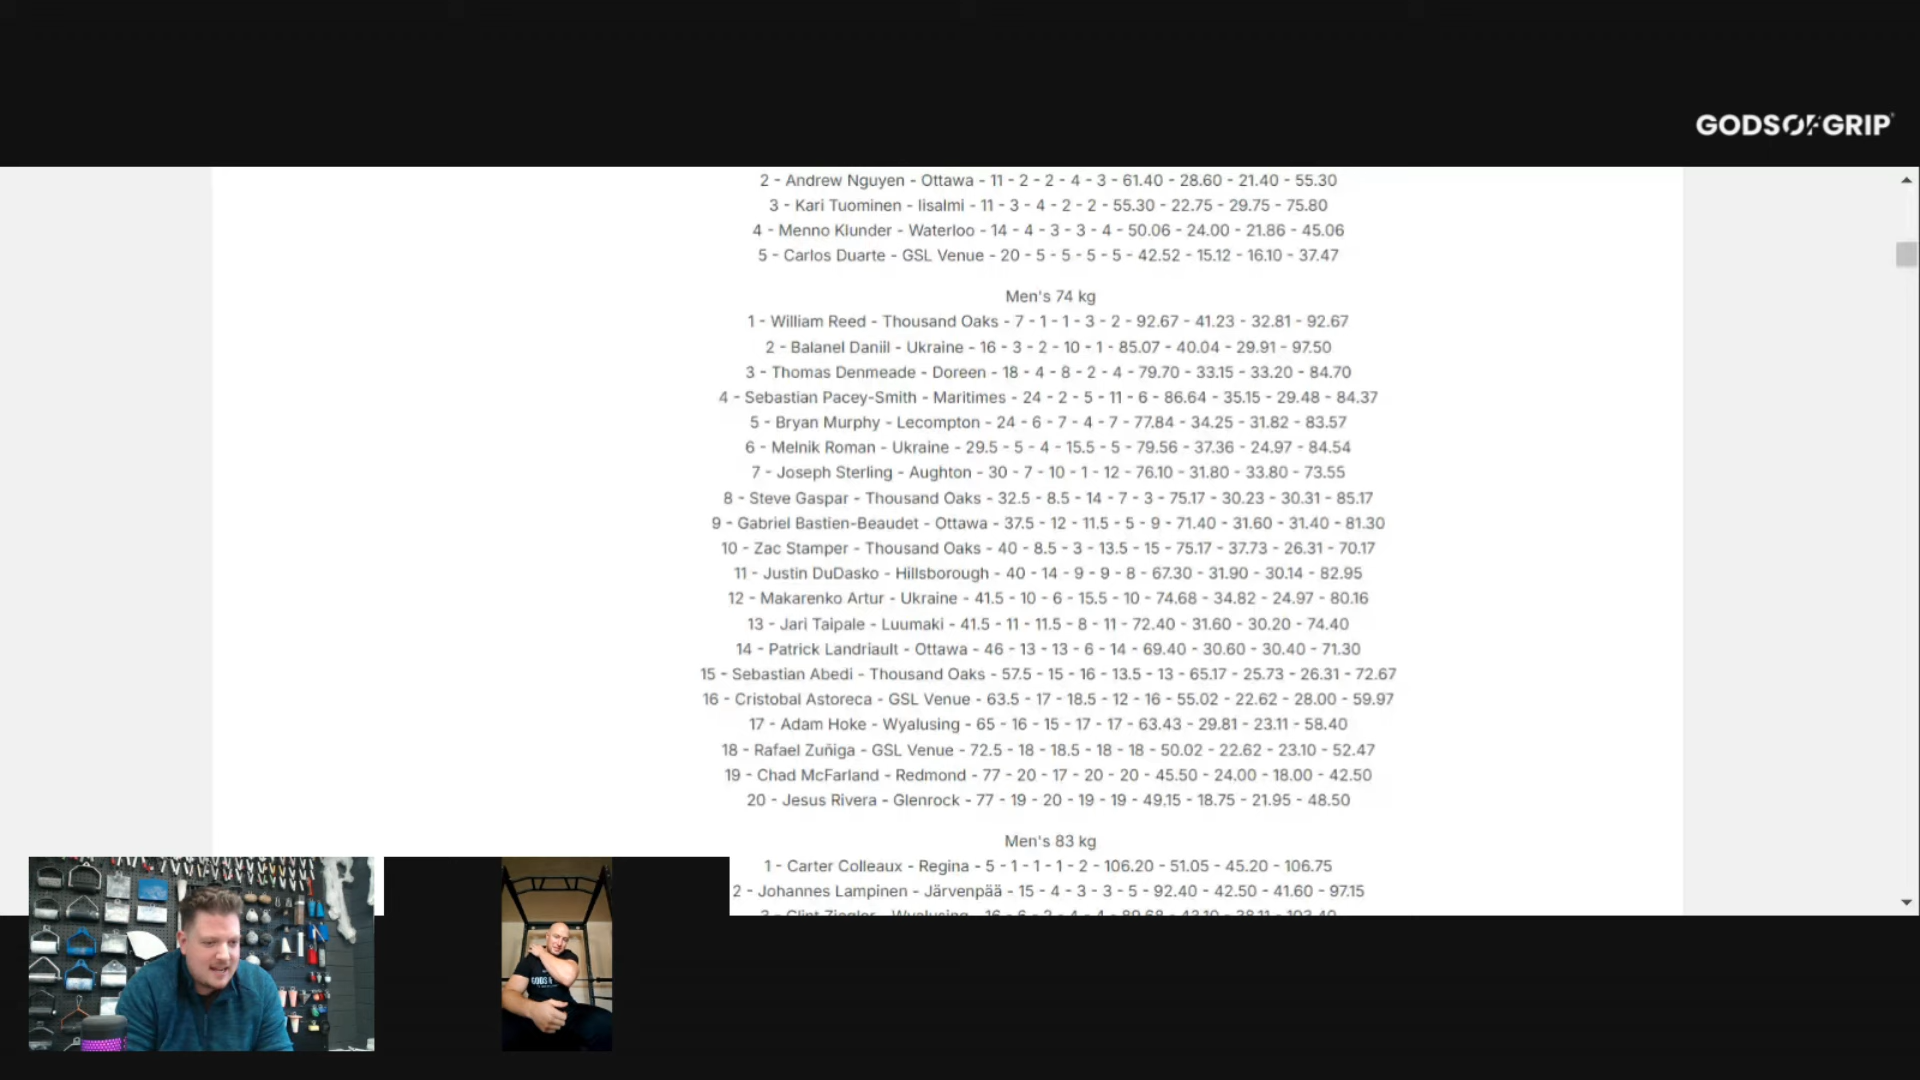 GODSOFGRIP
2 - Andrew Nguyen - Ottawa - 11 - 2 - 2 - 4 - 3 - 61.40 - 28.60 - 21.40 - 55.30
3 - Kari Tuominen - Iisalmi - 11 - 3 - 4 - 2 - 2 - 55.30 - 22.75 - 29.75 - 75.80
4 - Menno Klunder - Waterloo - 14 - 4 - 3 - 3 - 4 - 50.06 - 24.00 - 21.86 - 45.06
5 - Carlos Duarte - GSL Venue - 20 - 5 - 5 - 5 - 5 - 42.52 - 15.12 - 16.10 - 37.47
Men's 74 kg
1 - William Reed - Thousand Oaks - 7 - 1 - 1 - 3 - 2 - 92.67 - 41.23 - 32.81 - 92.67
2 - Balanel Daniil - Ukraine - 16 - 3 - 2 - 10 - 1 - 85.07 - 40.04 - 29.91 - 97.50
3 - Thomas Denmeade - Doreen - 18 - 4 - 8 - 2 - 4 - 79.70 - 33.15 - 33.20 - 84.70
4 - Sebastian Pacey-Smith - Maritimes - 24 - 2 - 5 - 11 - 6 - 86.64 - 35.15 - 29.48 - 84.37
5 - Bryan Murphy - Lecompton - 24 - 6 - 7 - 4 - 7 - 77.84 - 34.25 - 31.82 - 83.57
6 - Melnik Roman - Ukraine - 29.5 - 5 - 4 - 15.5 - 5 - 79.56 - 37.36 - 24.97 - 84.54
7 - Joseph Sterling - Aughton - 30 - 7 - 10 - 1 - 12 - 76.10 - 31.80 - 33.80 - 73.55
8 - Steve Gaspar - Thousand Oaks - 32.5 - 8.5 - 14 - 7 - 3 - 75.17 - 30.23 - 30.31 - 85.17
9 - Gabriel Bastien-Beaudet - Ottawa - 37.5 - 12 - 11.5 - 5 - 9 - 71.40 - 31.60 - 31.40 - 81.30
10 - Zac Stamper - Thousand Oaks - 40 - 8.5 - 3 - 13.5 - 15 - 75.17 - 37.73 - 26.31 - 70.17
11 - Justin DuDasko - Hillsborough - 40 - 14 - 9 - 9 - 8 - 67.30 - 31.90 - 30.14 - 82.95
12 - Makarenko Artur - Ukraine - 41.5 - 10 - 6 - 15.5 - 10 - 74.68 - 34.82 - 24.97 - 80.16
13 - Jari Taipale - Luumaki - 41.5 - 11 - 11.5 - 8 - 11 - 72.40 - 31.60 - 30.20 - 74.40
14 - Patrick Landriault - Ottawa - 46 - 13 - 13 - 6 - 14 - 69.40 - 30.60 - 30.40 - 71.30
15 - Sebastian Abedi - Thousand Oaks - 57.5 - 15 - 16 - 13.5 - 13 - 65.17 - 25.73 - 26.31 - 72.67
16 - Cristobal Astoreca - GSL Venue - 63.5 - 17 - 18.5 - 12 - 16 - 55.02 - 22.62 - 28.00 - 59.97
17 - Adam Hoke - Wyalusing - 65 - 16 - 15 - 17 - 17 - 63.43 - 29.81 - 23.11 - 58.40
18 - Rafael Zuñiga - GSL Venue - 72.5 - 18 - 18.5 - 18 - 18 - 50.02 - 22.62 - 23.10 - 52.47
19 - Chad McFarland - Redmond - 77 - 20 - 17 - 20 - 20 - 45.50 - 24.00 - 18.00 - 42.50
20 - Jesus Rivera - Glenrock - 77 - 19 - 20 - 19 - 19 - 49.15 - 18.75 - 21.95 - 48.50
Men's 83 kg
1 - Carter Colleaux - Regina - 5 - 1 - 1 - 1 - 2 - 106.20 - 51.05 - 45.20 - 106.75
2 - Johannes Lampinen - Järvenpää - 15 - 4 - 3 - 3 - 5 - 92.40 - 42.50 - 41.60 - 97.15